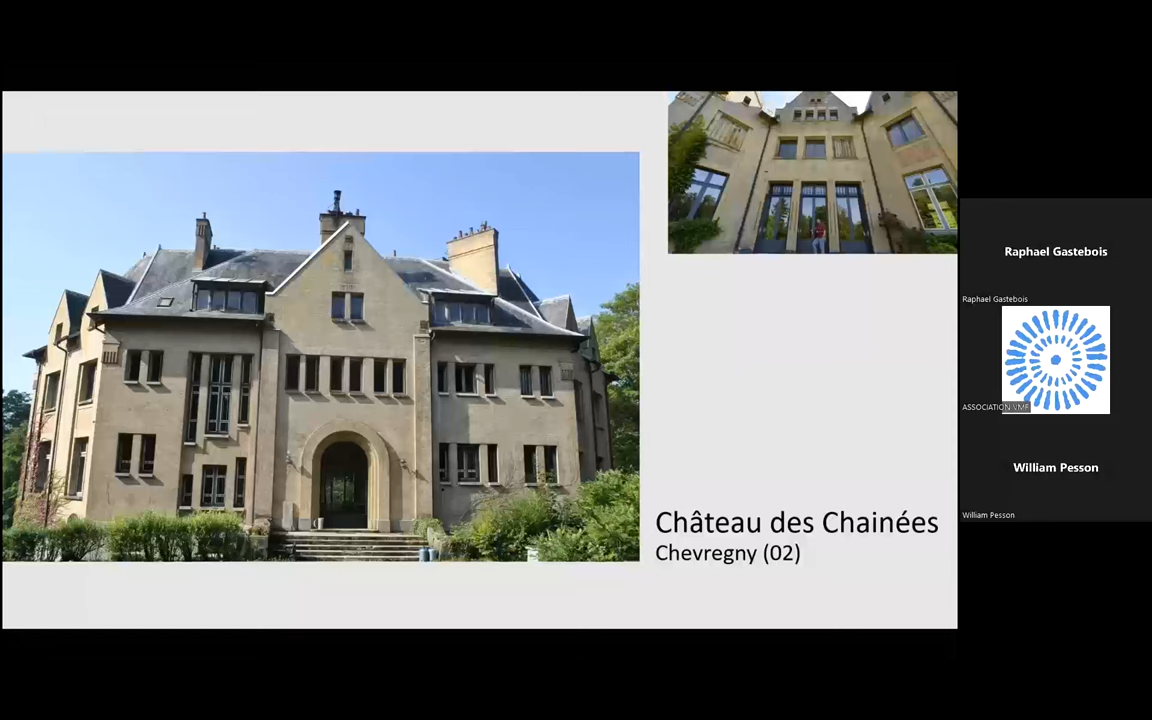 Château des Chainées
Chevregny (02)
Raphael Gastebois
Raphael Gastebois
ASSOCIATION VMF
William Pesson
William Pesson